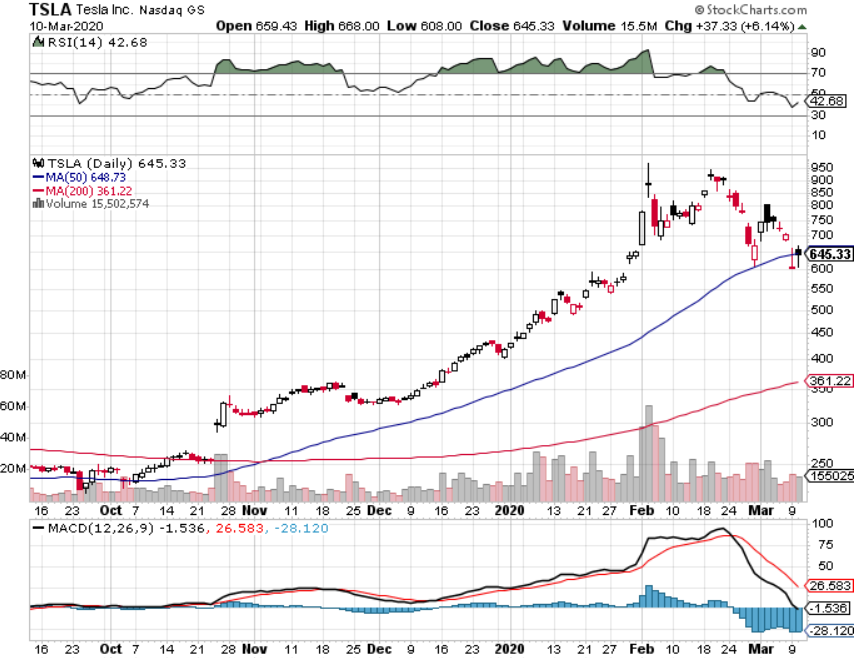 TSLA Tesla Inc. Nasdaq GS
© StockCharts.com
10-Mar-2020
Open 659.43 High 668.00 Low 608.00 Close 645.33 Volume 15.5M Chg +37.33 (+6.14%)
RSI(14) 42.68
90
70
50
42.68
30
10
TSLA (Daily) 645.33
MA(50) 648.73
MA(200) 361.22
Volume 15,502,574
950
900
850
800
750
700
645.33
600
550
500
450
400
361.22
350
300
250
155025
80M
60M
40M
20M
16 23 Oct 7 14 21 28 Nov 11 18 25 Dec 9 16 23 2020 13 21 27 Feb 10 18 24 Mar 9
MACD(12,26,9) -1.536, 26.583, -28.120
100
75
50
26.583
-1.536
-28.120
16 23 Oct 7 14 21 28 Nov 11 18 25 Dec 9 16 23 2020 13 21 27 Feb 10 18 24 Mar 9